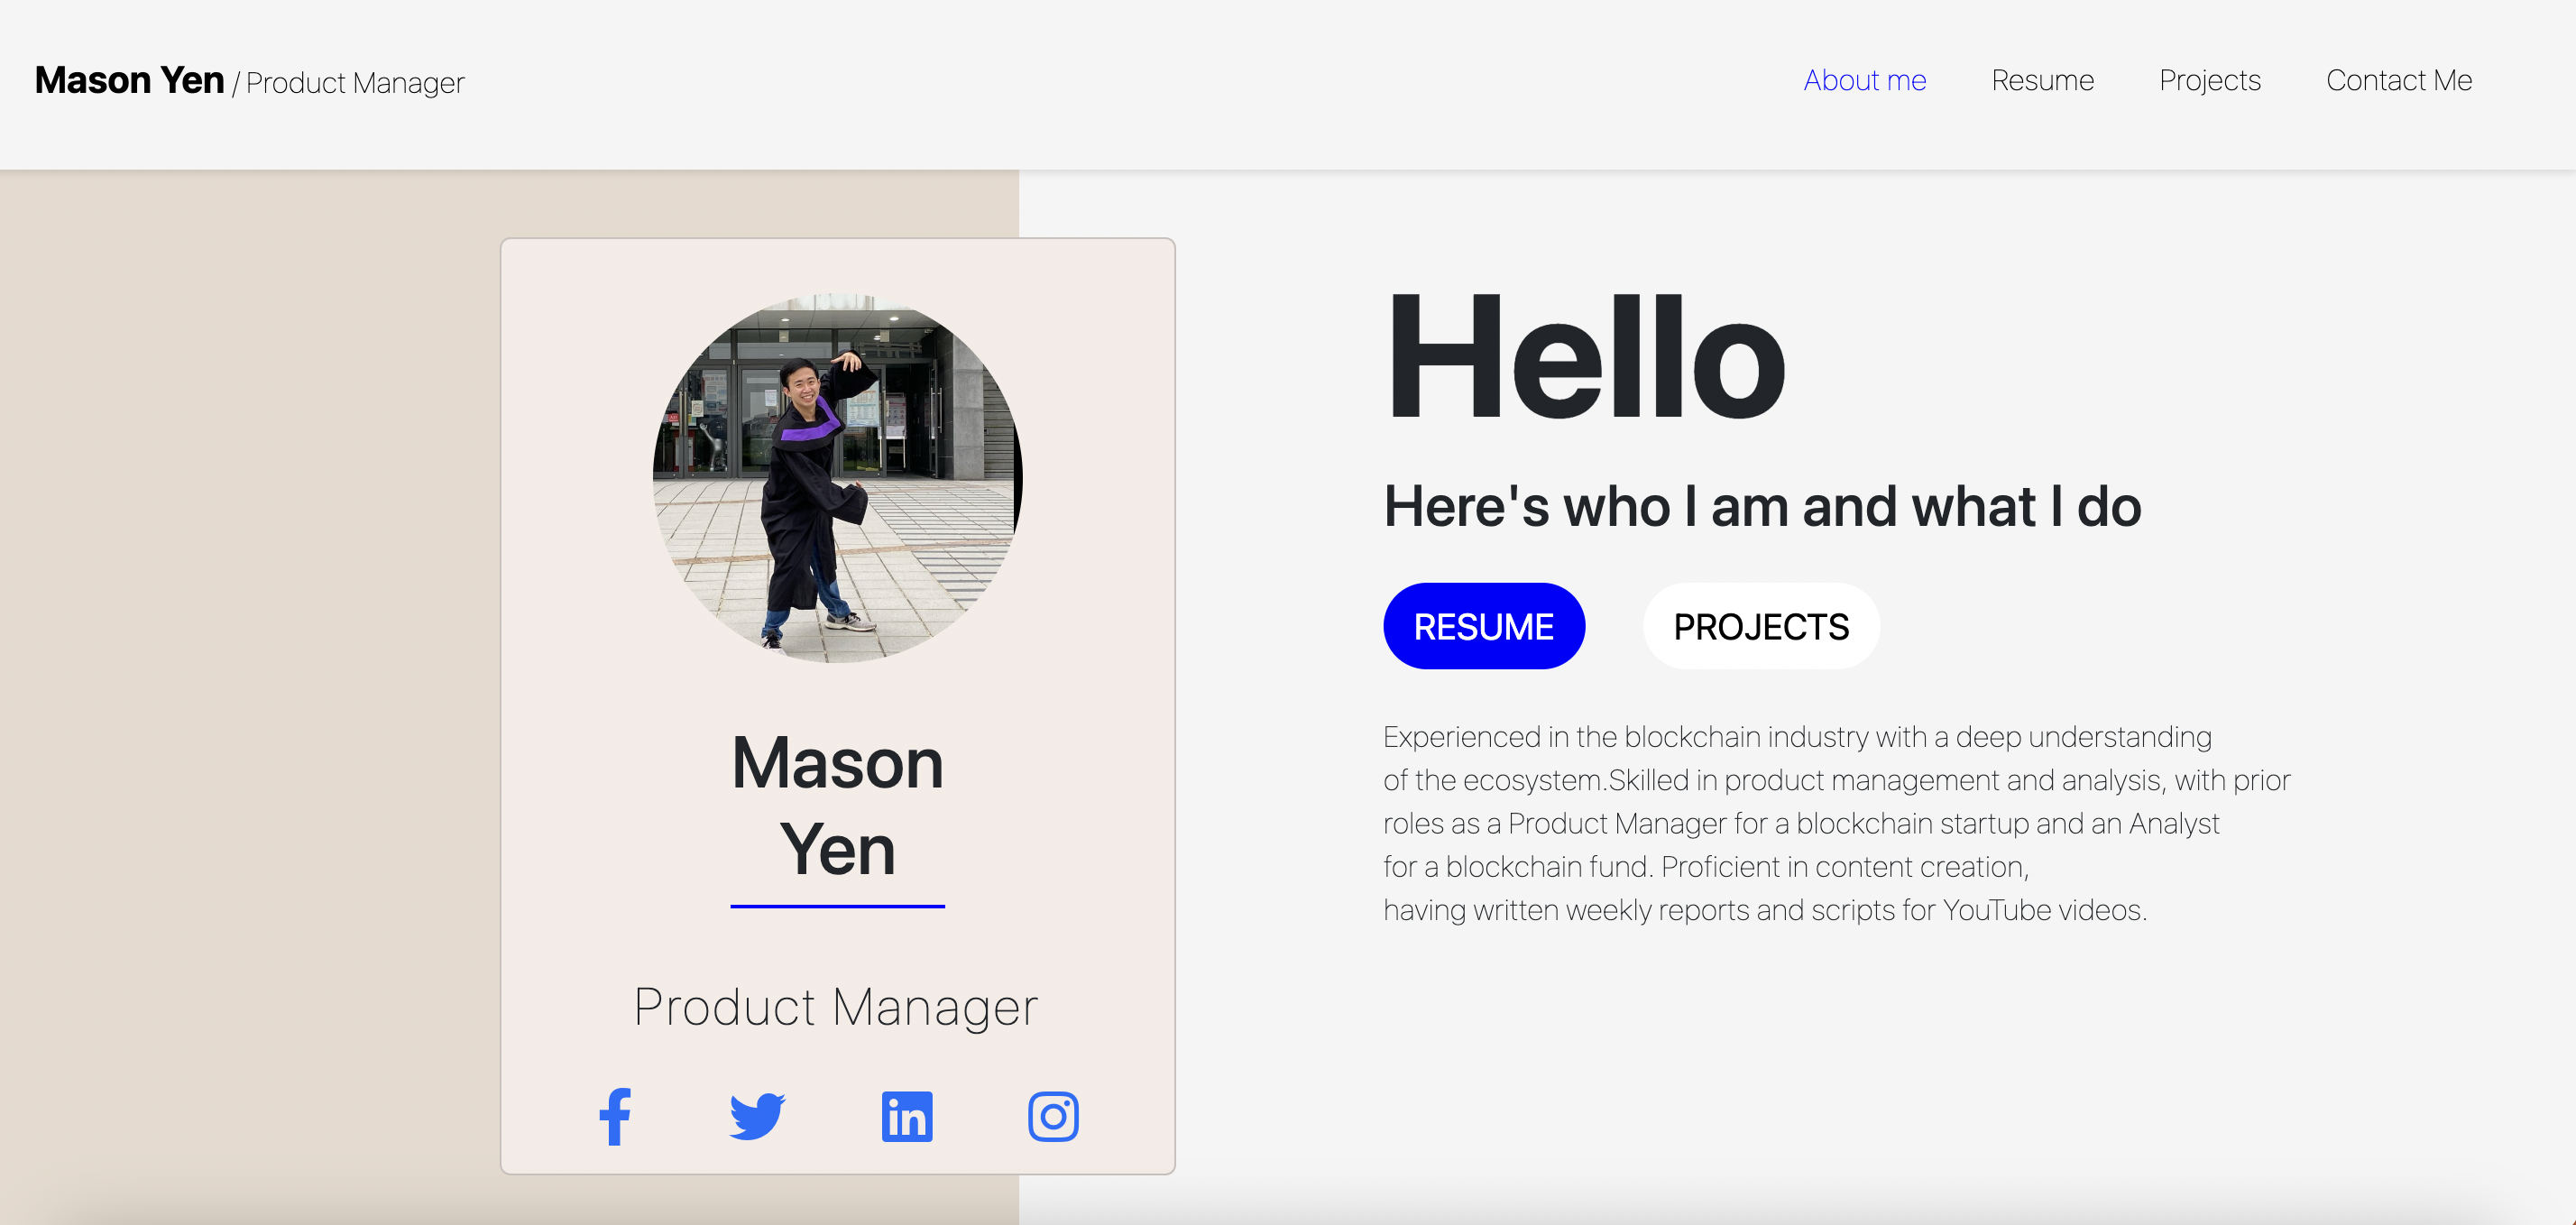 Mason Yen / Product Manager
About me
Resume
Projects
Contact Me
Mason
Yen
Product Manager
Hello
Here's who I am and what I do
RESUME
PROJECTS
Experienced in the blockchain industry with a deep understanding
of the ecosystem.Skilled in product management and analysis, with prior
roles as a Product Manager for a blockchain startup and an Analyst
for a blockchain fund. Proficient in content creation,
having written weekly reports and scripts for YouTube videos.